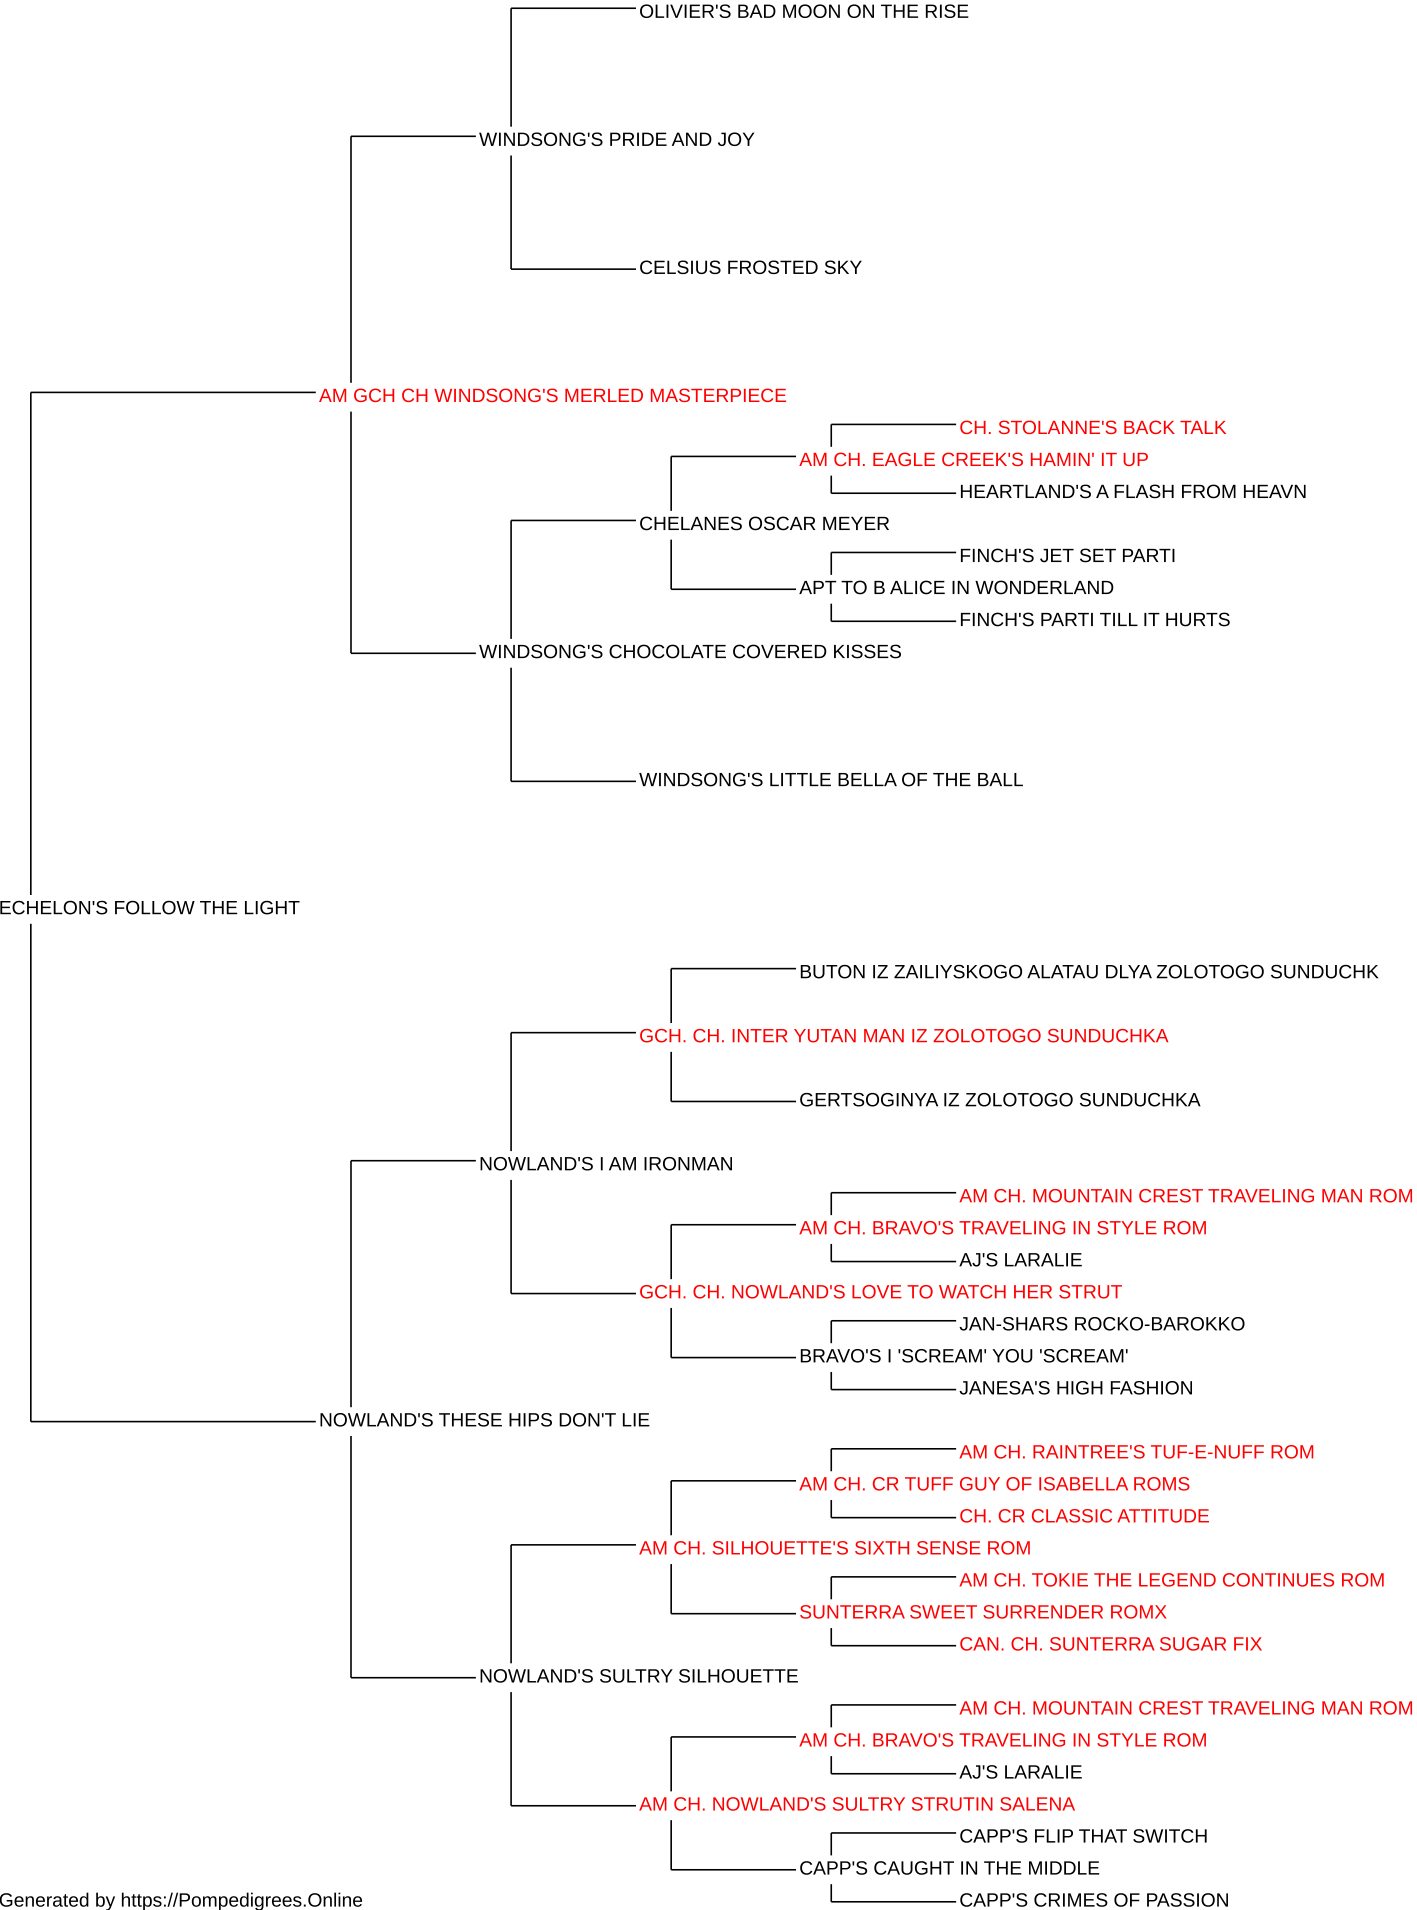 OLIVIER'S BAD MOON ON THE RISE
WINDSONG'S PRIDE AND JOY
CELSIUS FROSTED SKY
AM GCH CH WINDSONG'S MERLED MASTERPIECE
CH. STOLANNE'S BACK TALK
AM CH. EAGLE CREEK'S HAMIN' IT UP
HEARTLAND'S A FLASH FROM HEAVN
CHELANES OSCAR MEYER
FINCH'S JET SET PARTI
APT TO B ALICE IN WONDERLAND
FINCH'S PARTI TILL IT HURTS
WINDSONG'S CHOCOLATE COVERED KISSES
WINDSONG'S LITTLE BELLA OF THE BALL
ECHELON'S FOLLOW THE LIGHT
BUTON IZ ZAILIYSKOGO ALATAU DLYA ZOLOTOGO SUNDUCHK
GCH. CH. INTER YUTAN MAN IZ ZOLOTOGO SUNDUCHKA
GERTSOGINYA IZ ZOLOTOGO SUNDUCHKA
NOWLAND'S I AM IRONMAN
AM CH. MOUNTAIN CREST TRAVELING MAN ROM
AM CH. BRAVO'S TRAVELING IN STYLE ROM
AJ'S LARALIE
GCH. CH. NOWLAND'S LOVE TO WATCH HER STRUT
JAN-SHARS ROCKO-BAROKKO
BRAVO'S I 'SCREAM' YOU 'SCREAM'
JANESA'S HIGH FASHION
NOWLAND'S THESE HIPS DON'T LIE
AM CH. RAINTREE'S TUF-E-NUFF ROM
AM CH. CR TUFF GUY OF ISABELLA ROMS
CH. CR CLASSIC ATTITUDE
AM CH. SILHOUETTE'S SIXTH SENSE ROM
AM CH. TOKIE THE LEGEND CONTINUES ROM
SUNTERRA SWEET SURRENDER ROMX
CAN. CH. SUNTERRA SUGAR FIX
NOWLAND'S SULTRY SILHOUETTE
AM CH. MOUNTAIN CREST TRAVELING MAN ROM
AM CH. BRAVO'S TRAVELING IN STYLE ROM
AJ'S LARALIE
AM CH. NOWLAND'S SULTRY STRUTIN SALENA
CAPP'S FLIP THAT SWITCH
CAPP'S CAUGHT IN THE MIDDLE
CAPP'S CRIMES OF PASSION
Generated by https://Pompedigrees.Online